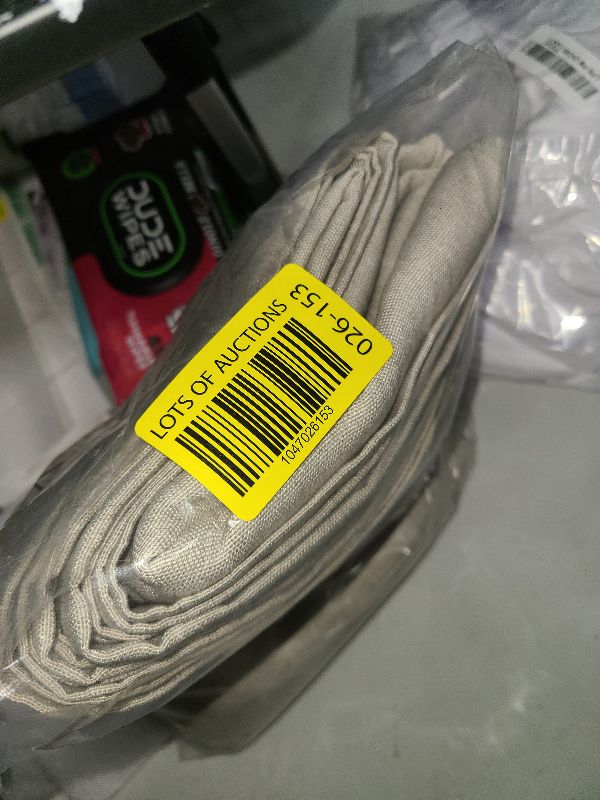 LOTS OF AUCTIONS
026-153
1047026153
DUDE
WIPES